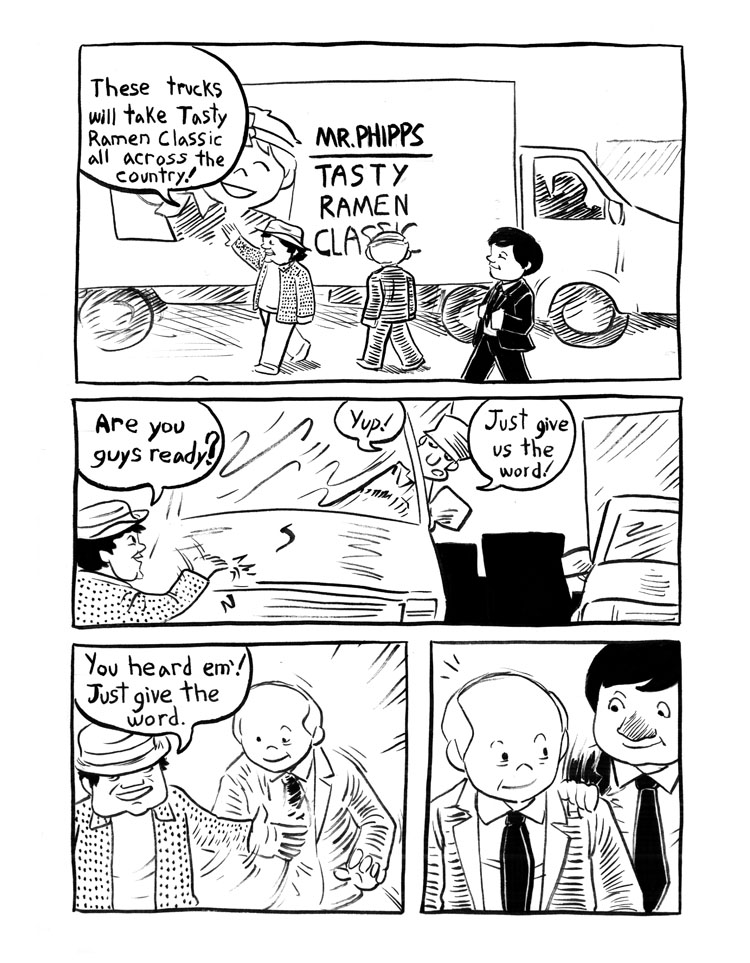 These trucks
will take Tasty
Ramen Classic
all across the
country!
MR. PHIPPS
TASTY
RAMEN
CLASSIC
Are you
guys ready?
Yup!
Just give
us the
word!
You heard em'!
Just give the
word.